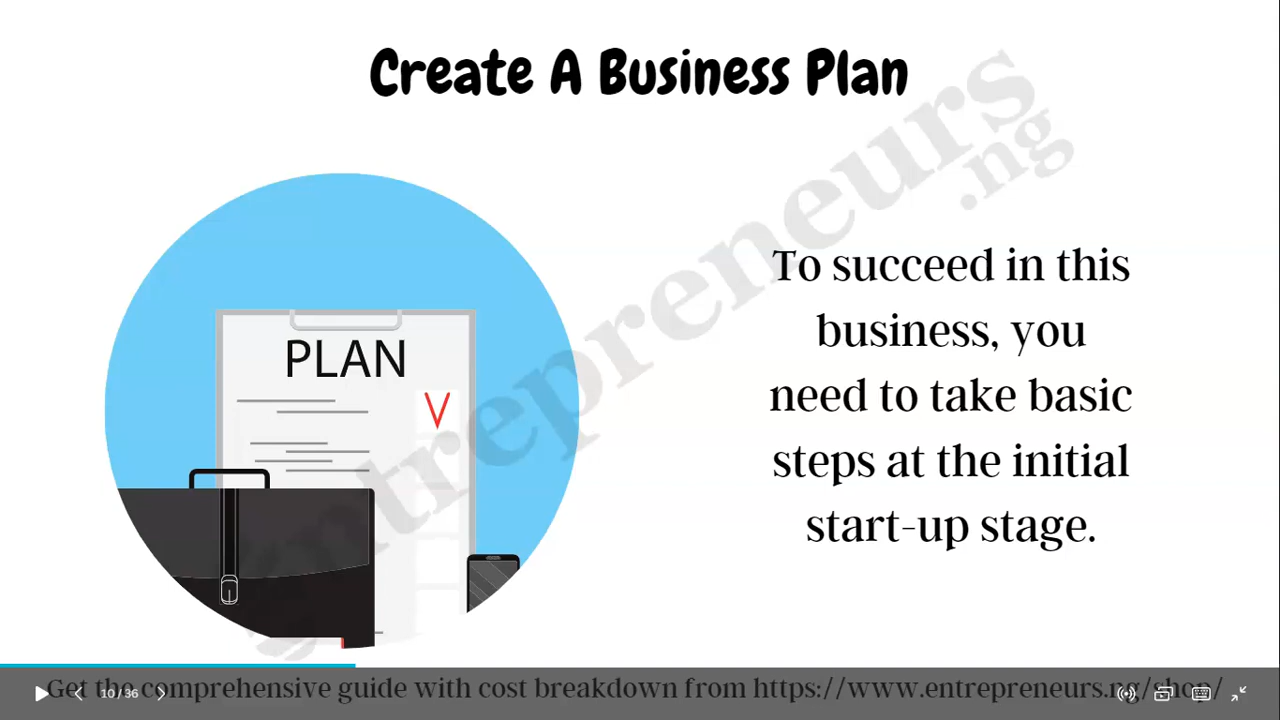 Create A Business Plan
entrepreneurs
.ng
To succeed in this
business, you
need to take basic
steps at the initial
start-up stage.
PLAN
V
Get the comprehensive guide with cost breakdown from https://www.entrepreneurs.ng/shop/
10 / 36